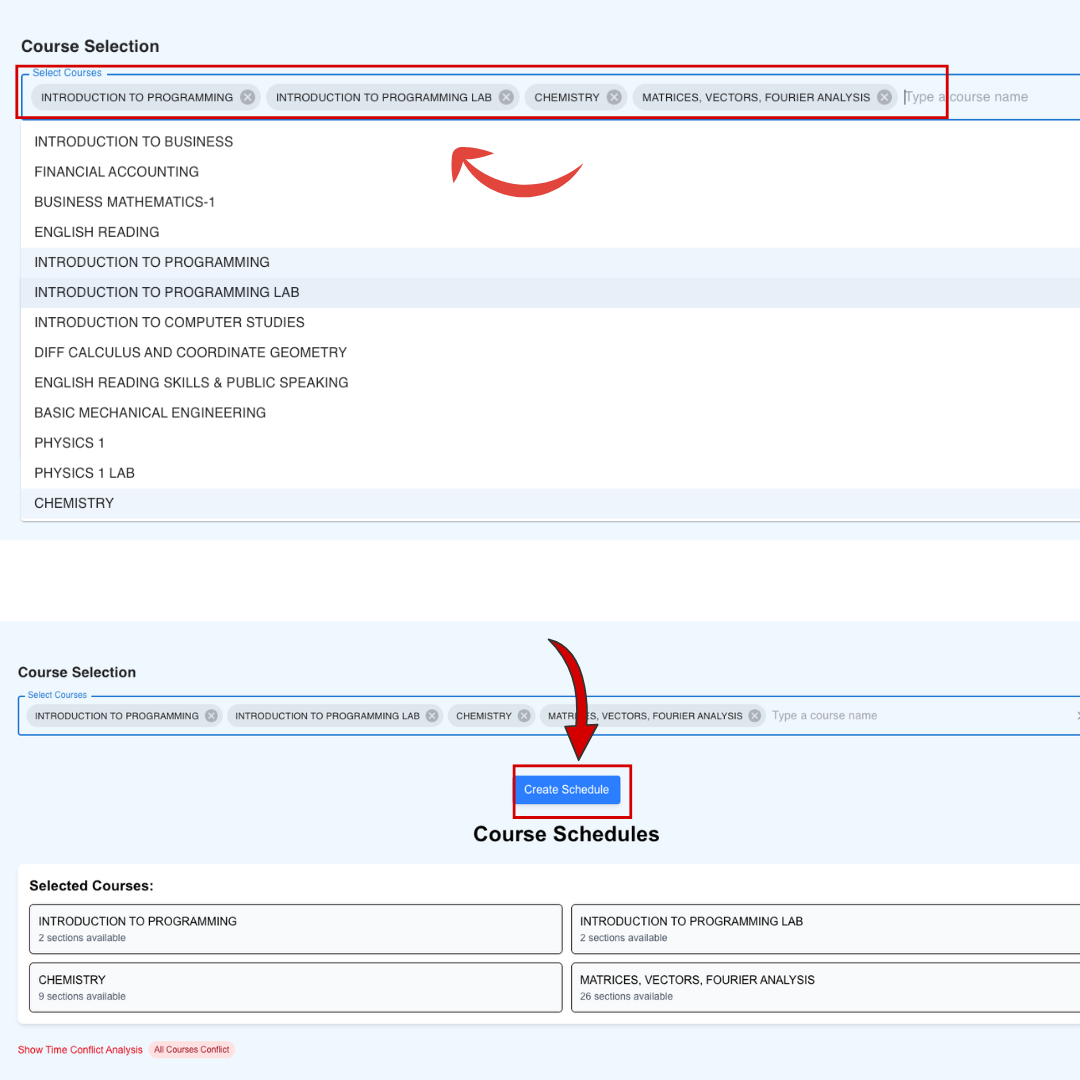 Course Selection
Select Courses
INTRODUCTION TO PROGRAMMING INTRODUCTION TO PROGRAMMING LAB CHEMISTRY MATRICES, VECTORS, FOURIER ANALYSIS Type a course name
INTRODUCTION TO BUSINESS
FINANCIAL ACCOUNTING
BUSINESS MATHEMATICS-1
ENGLISH READING
INTRODUCTION TO PROGRAMMING
INTRODUCTION TO PROGRAMMING LAB
INTRODUCTION TO COMPUTER STUDIES
DIFF CALCULUS AND COORDINATE GEOMETRY
ENGLISH READING SKILLS & PUBLIC SPEAKING
BASIC MECHANICAL ENGINEERING
PHYSICS 1
PHYSICS 1 LAB
CHEMISTRY
Course Selection
Select Courses
INTRODUCTION TO PROGRAMMING INTRODUCTION TO PROGRAMMING LAB CHEMISTRY MATRICES, VECTORS, FOURIER ANALYSIS Type a course name
Create Schedule
Course Schedules
Selected Courses:
INTRODUCTION TO PROGRAMMING
2 sections available
INTRODUCTION TO PROGRAMMING LAB
2 sections available
CHEMISTRY
9 sections available
MATRICES, VECTORS, FOURIER ANALYSIS
26 sections available
Show Time Conflict Analysis All Courses Conflict